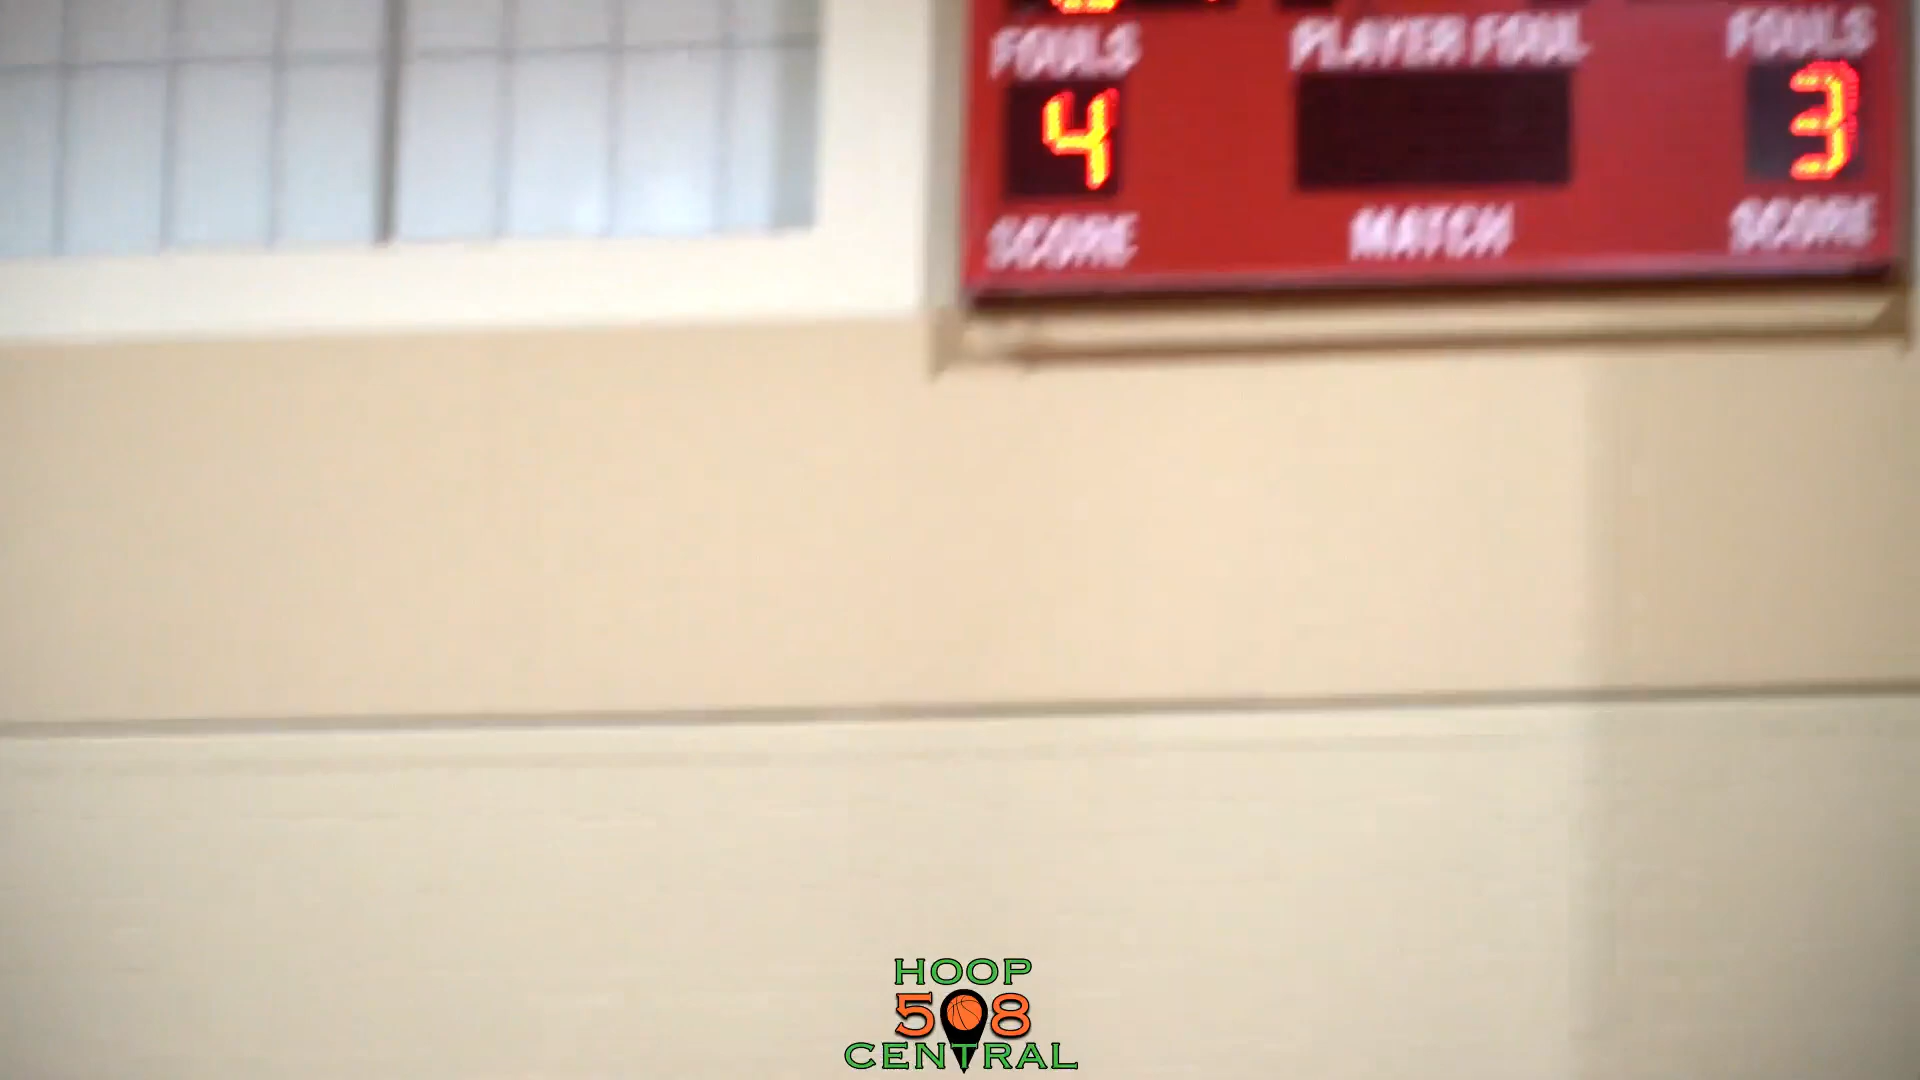 FOULS PLAYER FOUL FOULS
4 3
SCORE MATCH SCORE
HOOP
508
CENTRAL